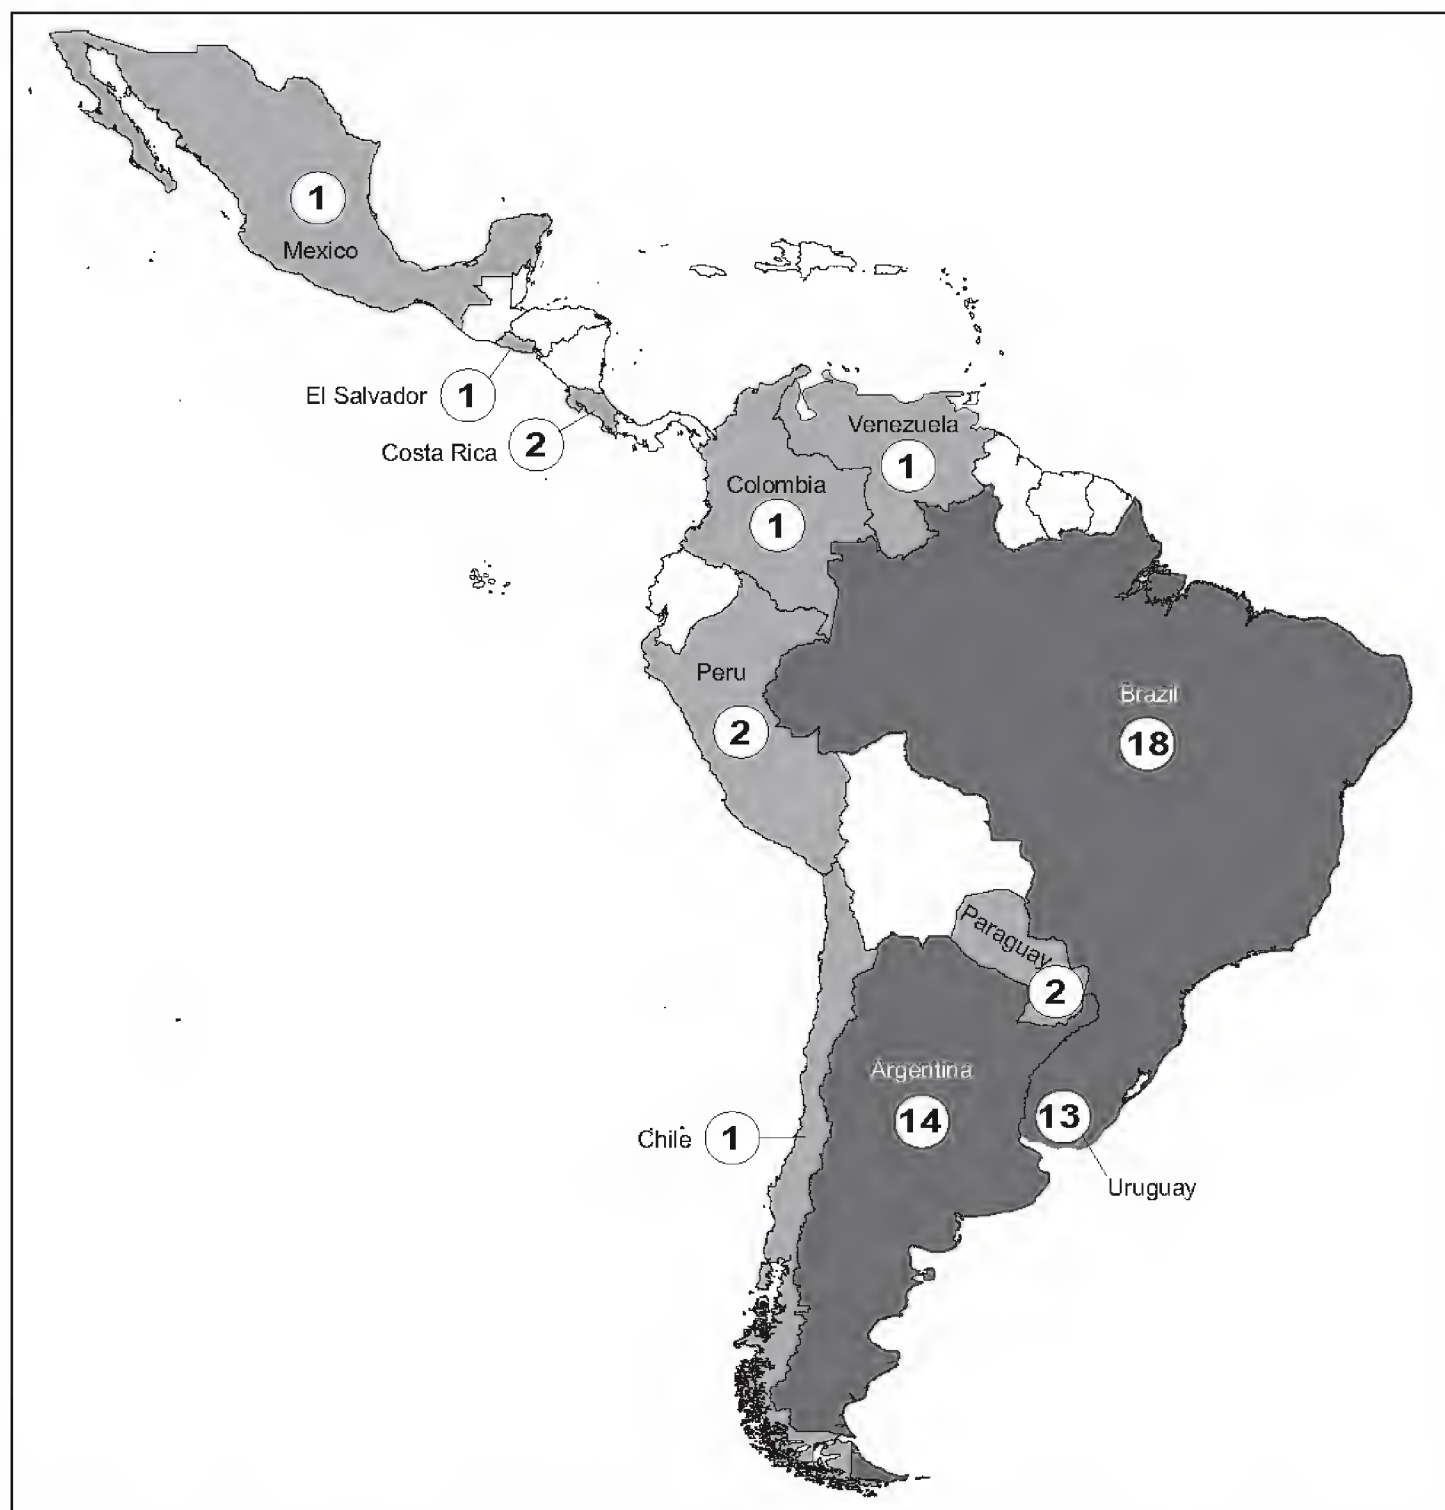 1
Mexico
El Salvador 1
Costa Rica 2
Venezuela
1
Colombia
1
Peru
2
Brazil
18
Paraguay
2
Argentina
14
13
Chile 1
Uruguay